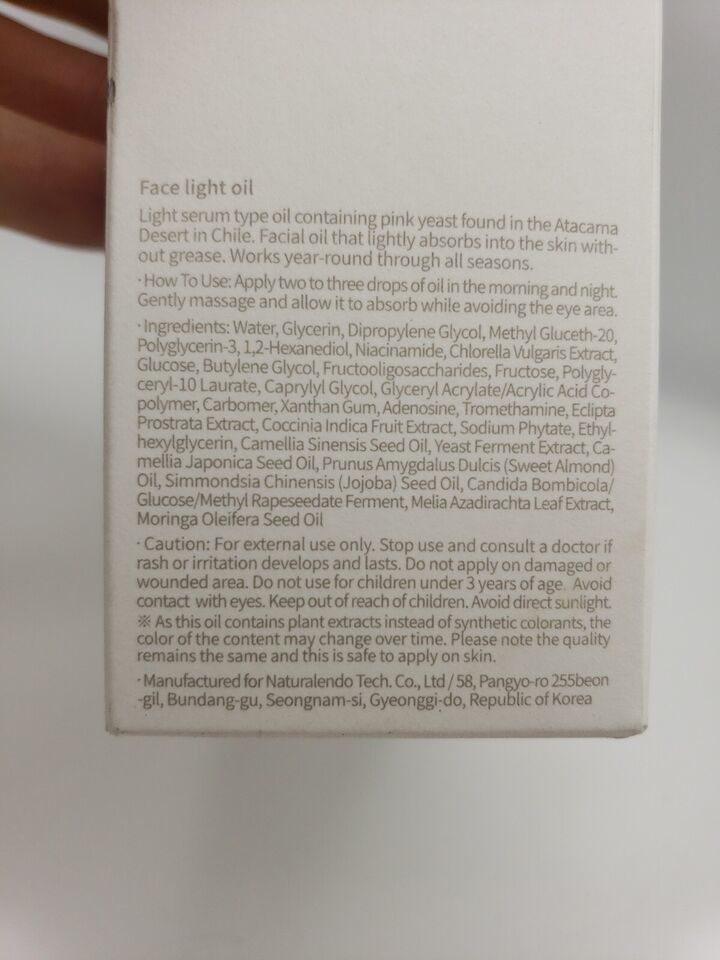 Face light oil
Light serum type oil containing pink yeast found in the Atacama
Desert in Chile. Facial oil that lightly absorbs into the skin with-
out grease. Works year-round through all seasons.
·How To Use: Apply two to three drops of oil in the morning and night.
Gently massage and allow it to absorb while avoiding the eye area.
·Ingredients: Water, Glycerin, Dipropylene Glycol, Methyl Gluceth-20,
Polyglycerin-3, 1,2-Hexanediol, Niacinamide, Chlorella Vulgaris Extract,
Glucose, Butylene Glycol, Fructooligosaccharides, Fructose, Polygly-
ceryl-10 Laurate, Caprylyl Glycol, Glyceryl Acrylate/Acrylic Acid Co-
polymer, Carbomer, Xanthan Gum, Adenosine, Tromethamine, Eclipta
Prostrata Extract, Coccinia Indica Fruit Extract, Sodium Phytate, Ethyl-
hexylglycerin, Camellia Sinensis Seed Oil, Yeast Ferment Extract, Ca-
mellia Japonica Seed Oil, Prunus Amygdalus Dulcis (Sweet Almond)
Oil, Simmondsia Chinensis (Jojoba) Seed Oil, Candida Bombicola/
Glucose/Methyl Rapeseedate Ferment, Melia Azadirachta Leaf Extract,
Moringa Oleifera Seed Oil
· Caution: For external use only. Stop use and consult a doctor if
rash or irritation develops and lasts. Do not apply on damaged or
wounded area. Do not use for children under 3 years of age. Avoid
contact with eyes. Keep out of reach of children. Avoid direct sunlight.
※ As this oil contains plant extracts instead of synthetic colorants, the
color of the content may change over time. Please note the quality
remains the same and this is safe to apply on skin.
·Manufactured for Naturalendo Tech. Co., Ltd / 58, Pangyo-ro 255beon
-gil, Bundang-gu, Seongnam-si, Gyeonggi-do, Republic of Korea